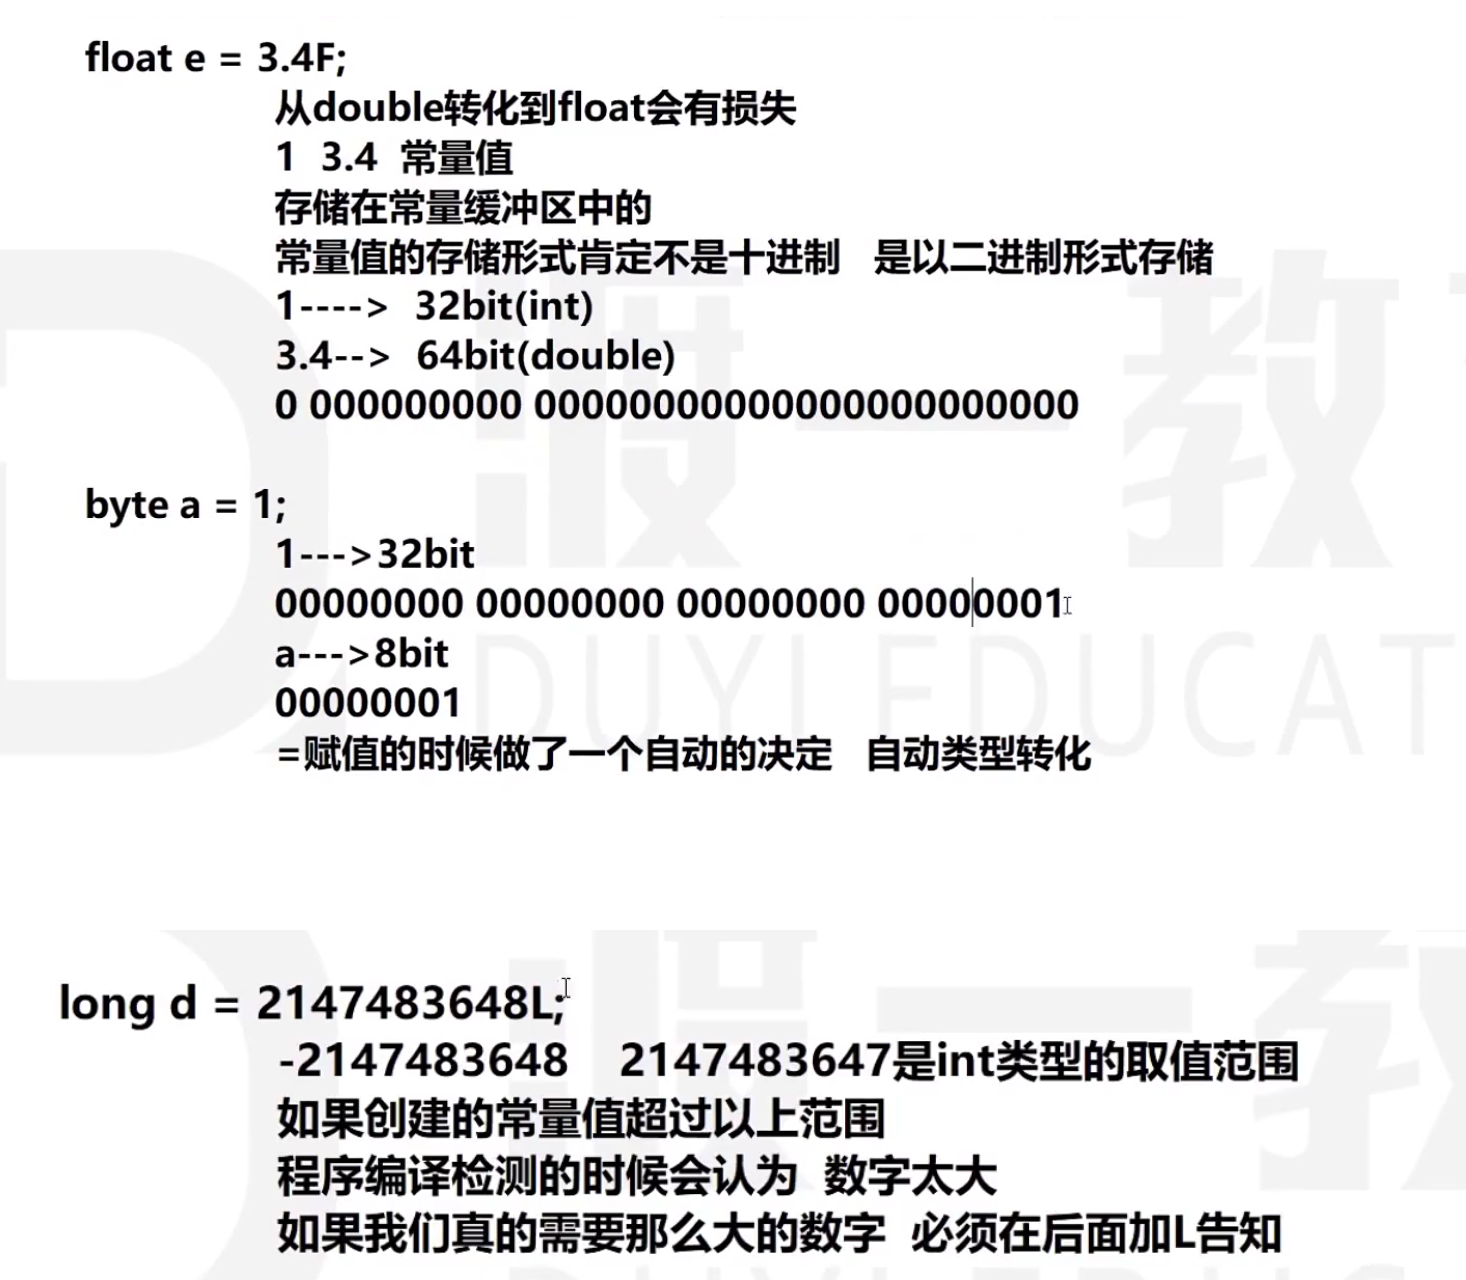 float e = 3.4F;
从double转化到float会有损失
1 3.4 常量值
存储在常量缓冲区中的
常量值的存储形式肯定不是十进制 是以二进制形式存储
1----> 32bit(int)
3.4--> 64bit(double)
0 000000000 00000000000000000000000
byte a = 1;
1--->32bit
00000000 00000000 00000000 00000001
a--->8bit
00000001
=赋值的时候做了一个自动的决定 自动类型转化
渡一教
DUYI EDUCAT
long d = 2147483648L;
-2147483648 2147483647是int类型的取值范围
如果创建的常量值超过以上范围
程序编译检测的时候会认为 数字太大
如果我们真的需要那么大的数字 必须在后面加L告知